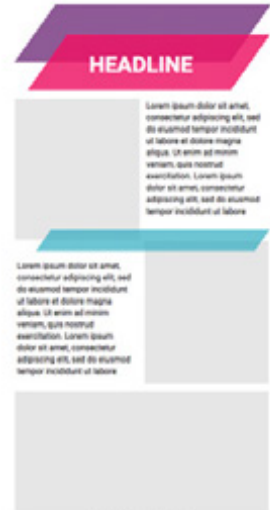 HEADLINE
Lorem ipsum dolor sit amet,
consectetur adipiscing elit, sed
do eiusmod tempor incididunt
ut labore et dolore magna
aliqua. Ut enim ad minim
veniam, quis nostrud
exercitation. Lorem ipsum
dolor sit amet, consectetur
adipiscing elit, sed do eiusmod
tempor incididunt ut labore
Lorem ipsum dolor sit amet,
consectetur adipiscing elit, sed
do eiusmod tempor incididunt
ut labore et dolore magna
aliqua. Ut enim ad minim
veniam, quis nostrud
exercitation. Lorem ipsum
dolor sit amet, consectetur
adipiscing elit, sed do eiusmod
tempor incididunt ut labore